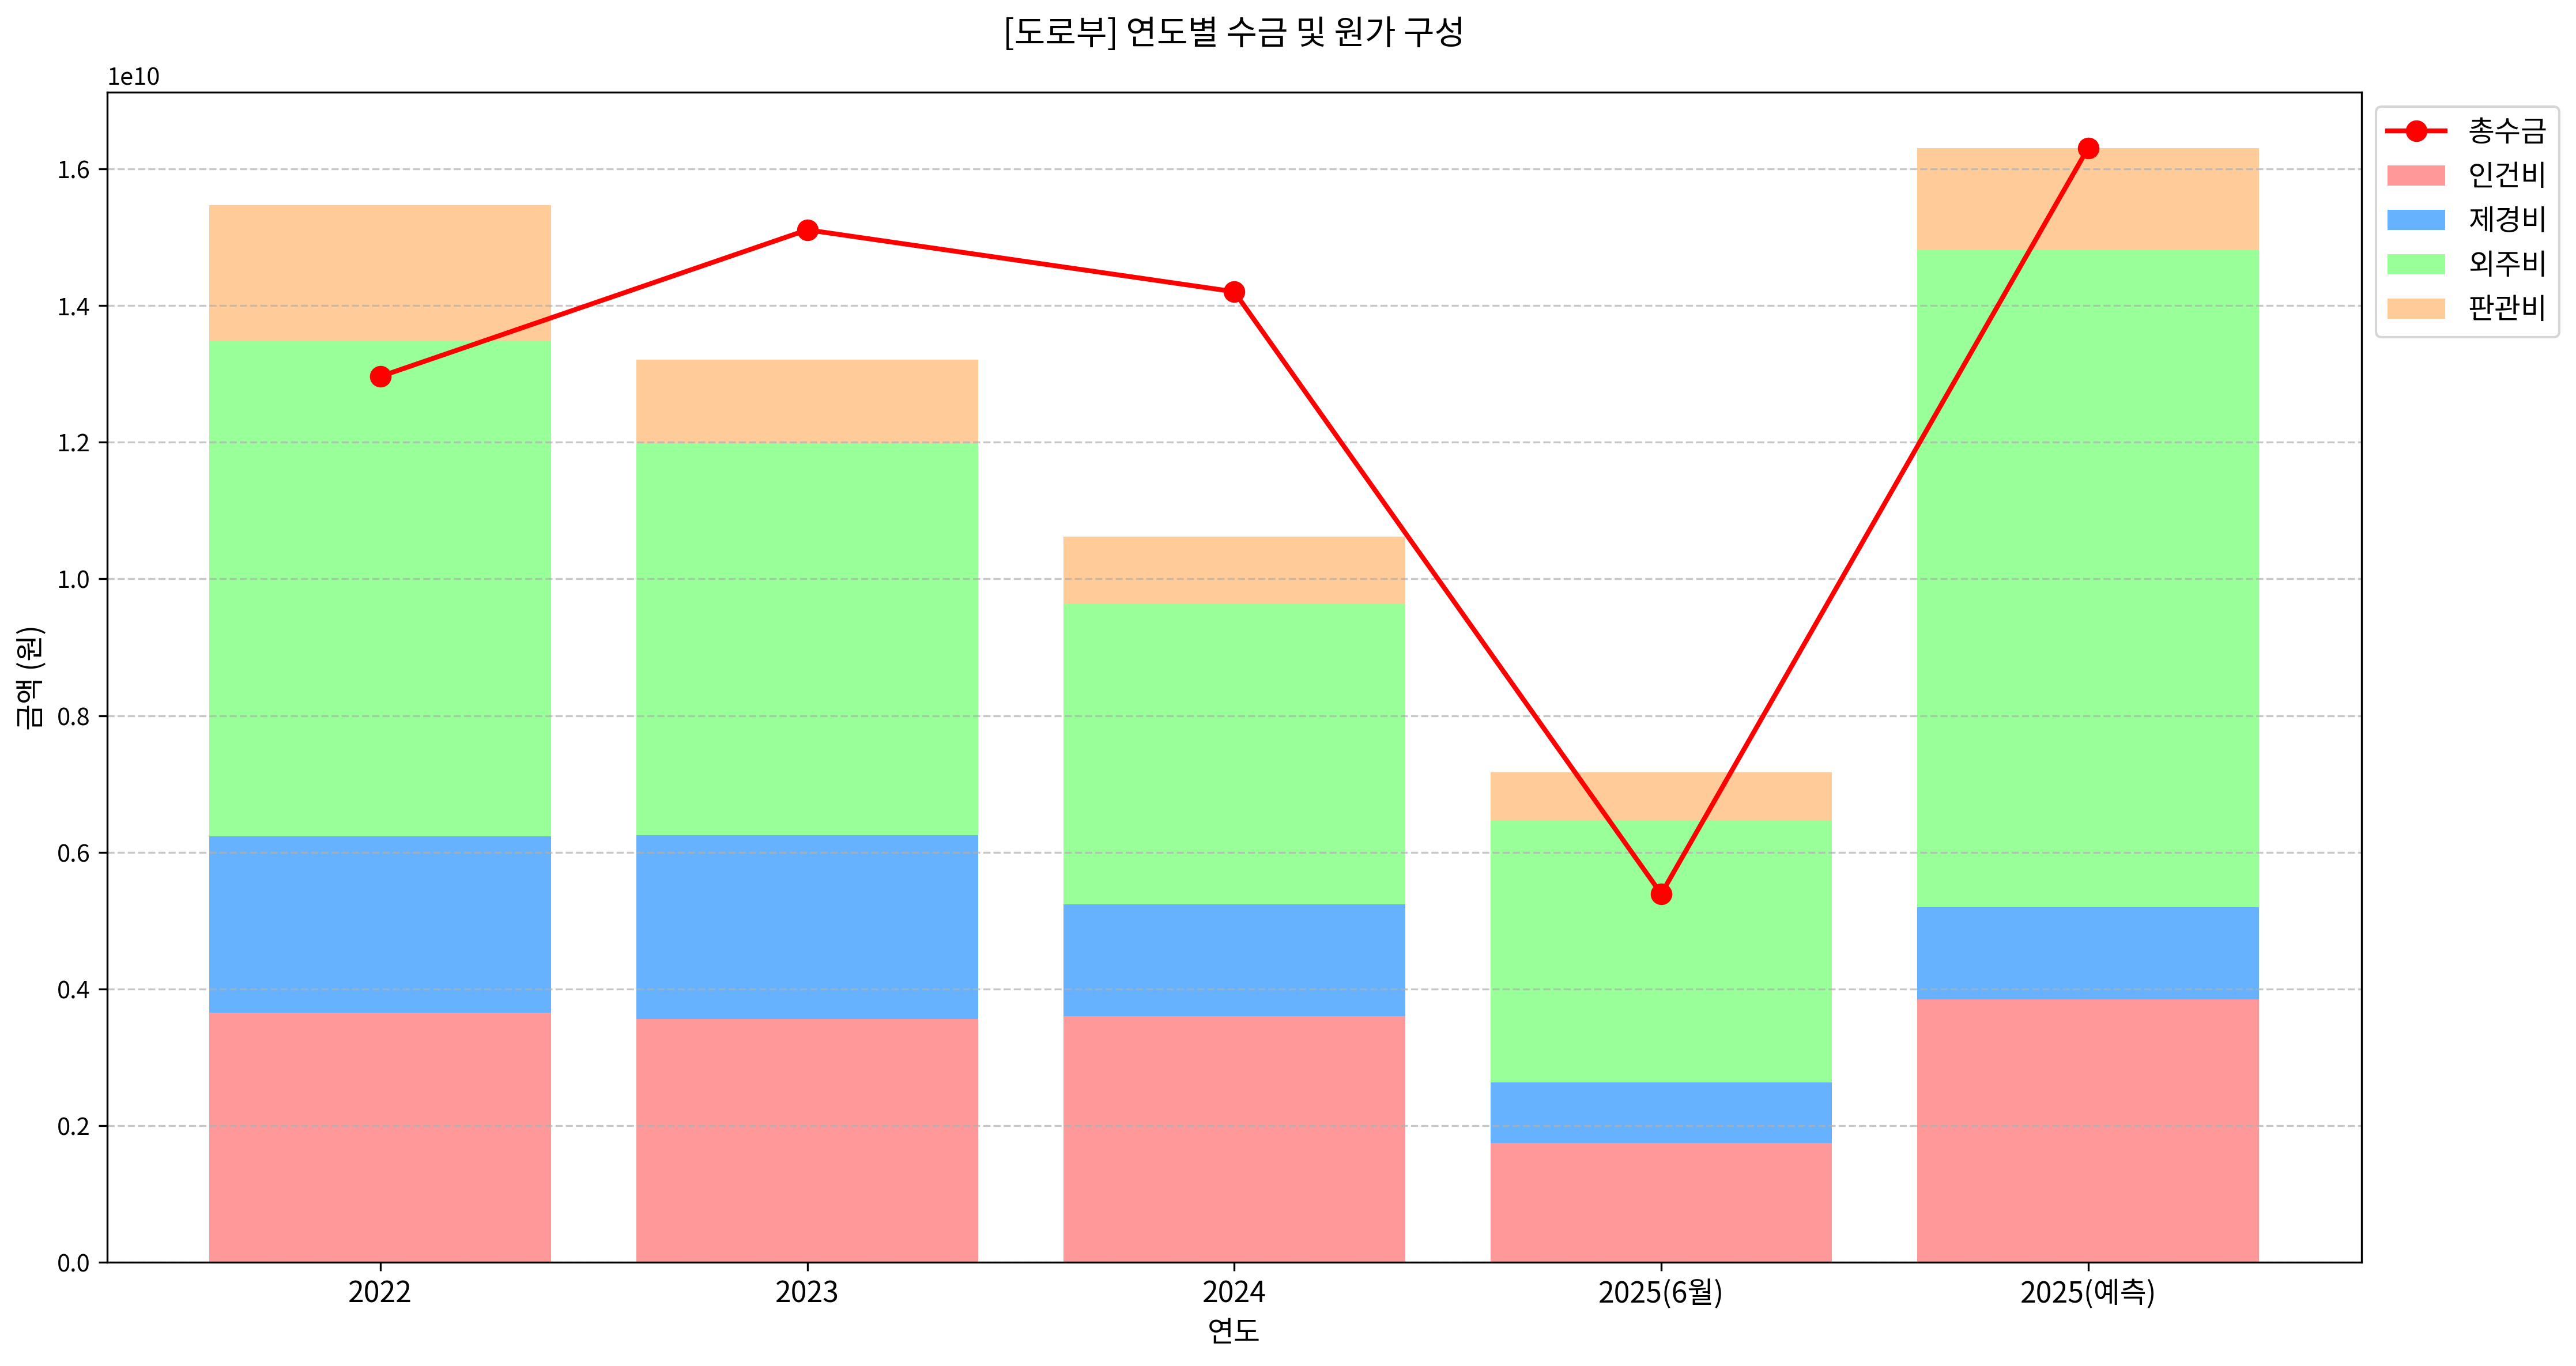 [도로부] 연도별 수금 및 원가 구성
1e10
1.6
1.4
1.2
1.0
0.8
0.6
0.4
0.2
0.0
금액 (원)
2022
2023
2024
2025(6월)
2025(예측)
연도
총수금
인건비
제경비
외주비
판관비